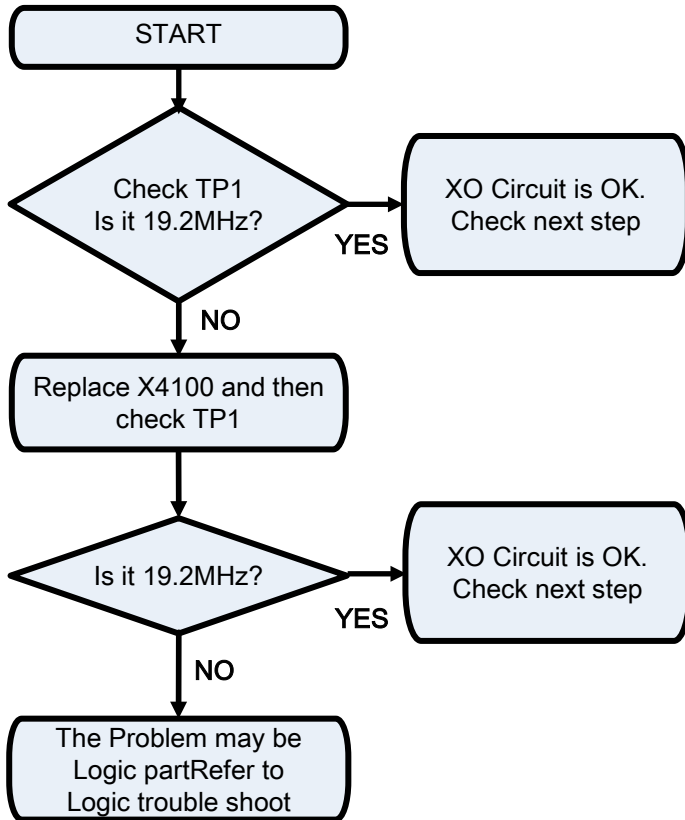 START
Check TP1
Is it 19.2MHz?
YES
XO Circuit is OK.
Check next step
NO
Replace X4100 and then
check TP1
Is it 19.2MHz?
YES
XO Circuit is OK.
Check next step
NO
The Problem may be
Logic partRefer to
Logic trouble shoot